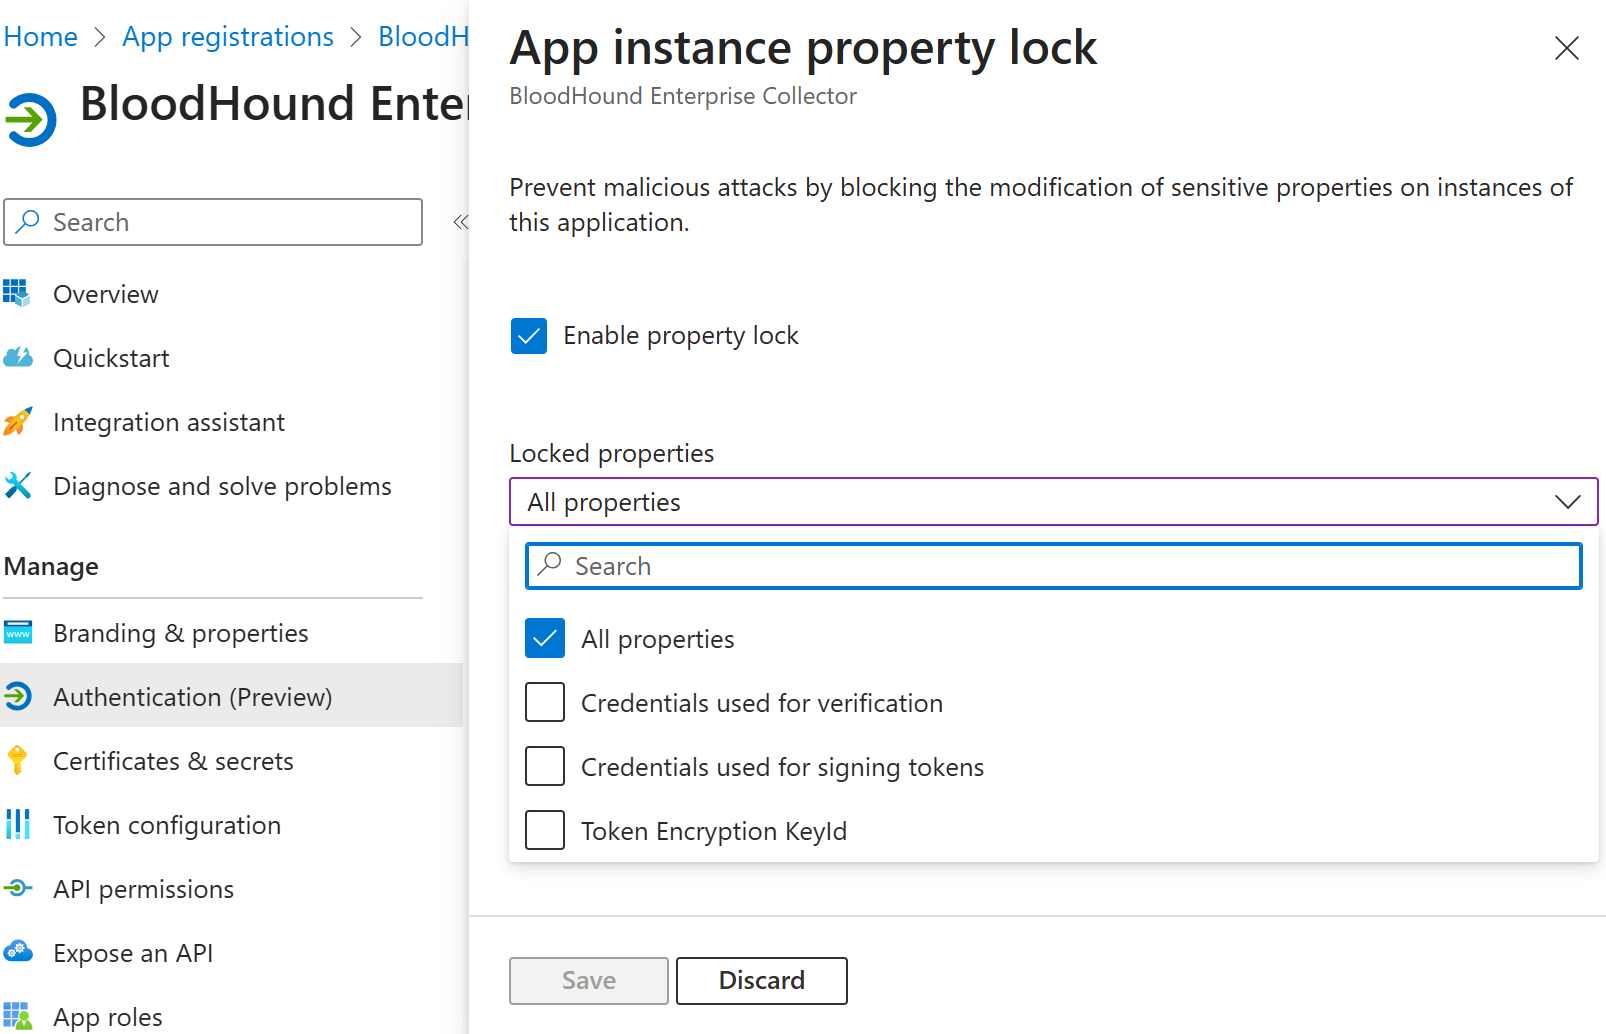 Home > App registrations > BloodH
BloodHound Enter
Search
Overview
Quickstart
Integration assistant
Diagnose and solve problems
Manage
Branding & properties
Authentication (Preview)
Certificates & secrets
Token configuration
API permissions
Expose an API
App roles
App instance property lock
BloodHound Enterprise Collector
Prevent malicious attacks by blocking the modification of sensitive properties on instances of
this application.
Enable property lock
Locked properties
All properties
Search
All properties
Credentials used for verification
Credentials used for signing tokens
Token Encryption KeyId
Save
Discard